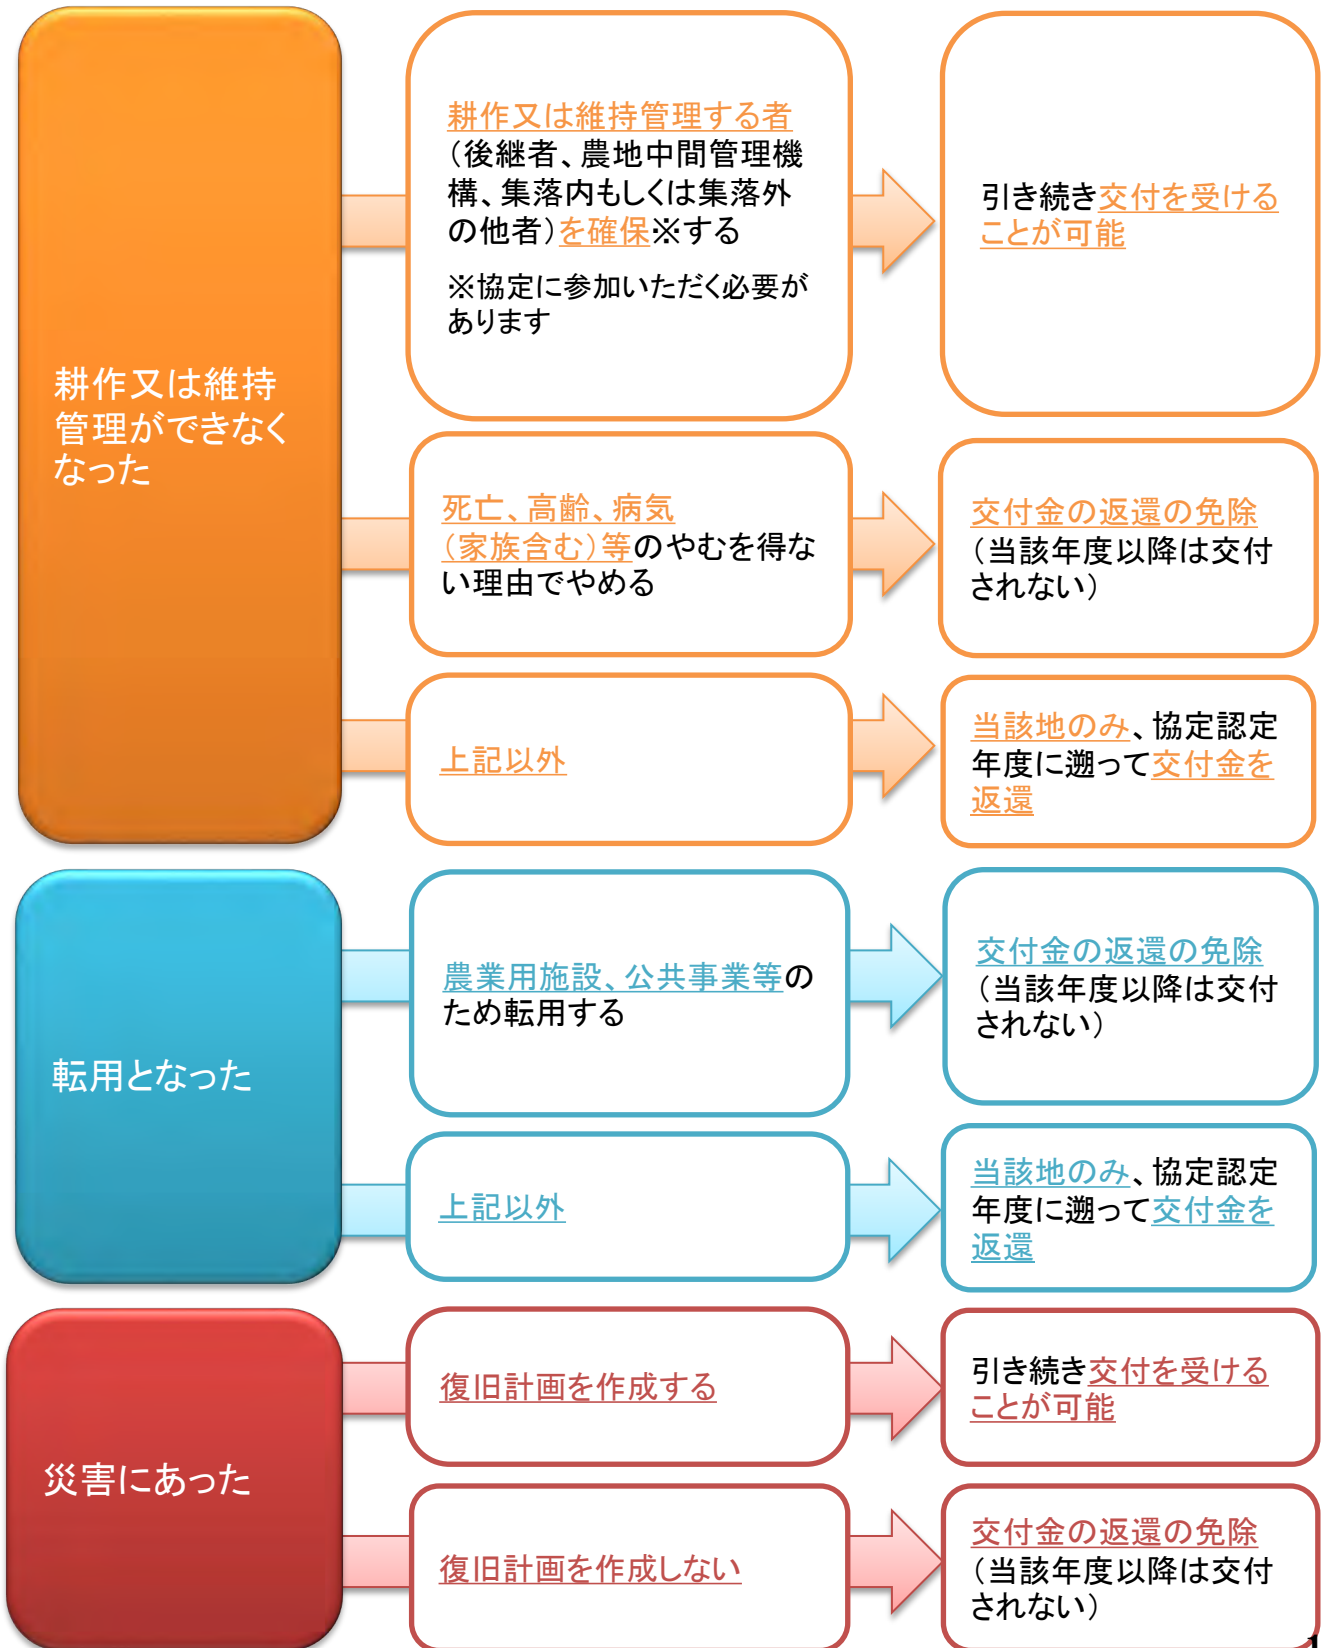 耕作又は維持
管理ができなく
なった
耕作又は維持管理する者
（後継者、農地中間管理機
構、集落内もしくは集落外
の他者）を確保※する
※協定に参加いただく必要が
あります
引き続き交付を受ける
ことが可能
死亡、高齢、病気
（家族含む）等のやむを得な
い理由でやめる
交付金の返還の免除
（当該年度以降は交付
されない）
上記以外
当該地のみ、協定認定
年度に遡って交付金を
返還
転用となった
農業用施設、公共事業等の
ため転用する
交付金の返還の免除
（当該年度以降は交付
されない）
上記以外
当該地のみ、協定認定
年度に遡って交付金を
返還
災害にあった
復旧計画を作成する
引き続き交付を受ける
ことが可能
復旧計画を作成しない
交付金の返還の免除
（当該年度以降は交付
されない）